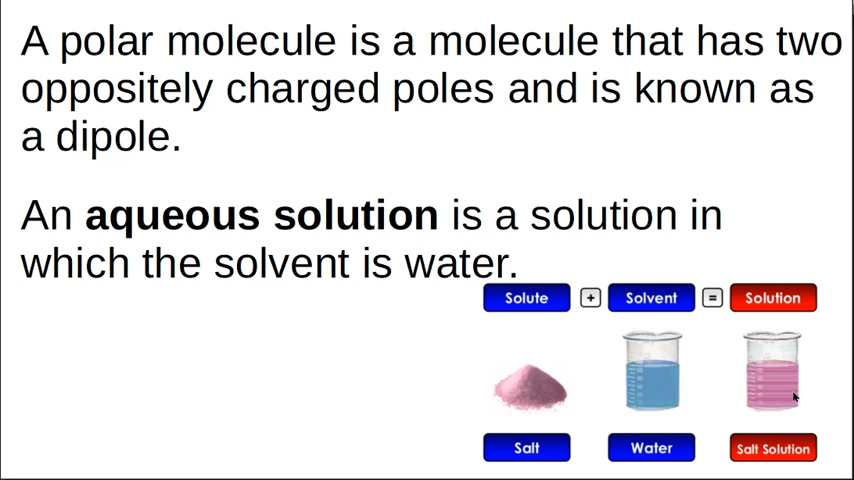 A polar molecule is a molecule that has two
oppositely charged poles and is known as
a dipole.
An aqueous solution is a solution in
which the solvent is water.
Solute + Solvent = Solution
Salt Water Salt Solution